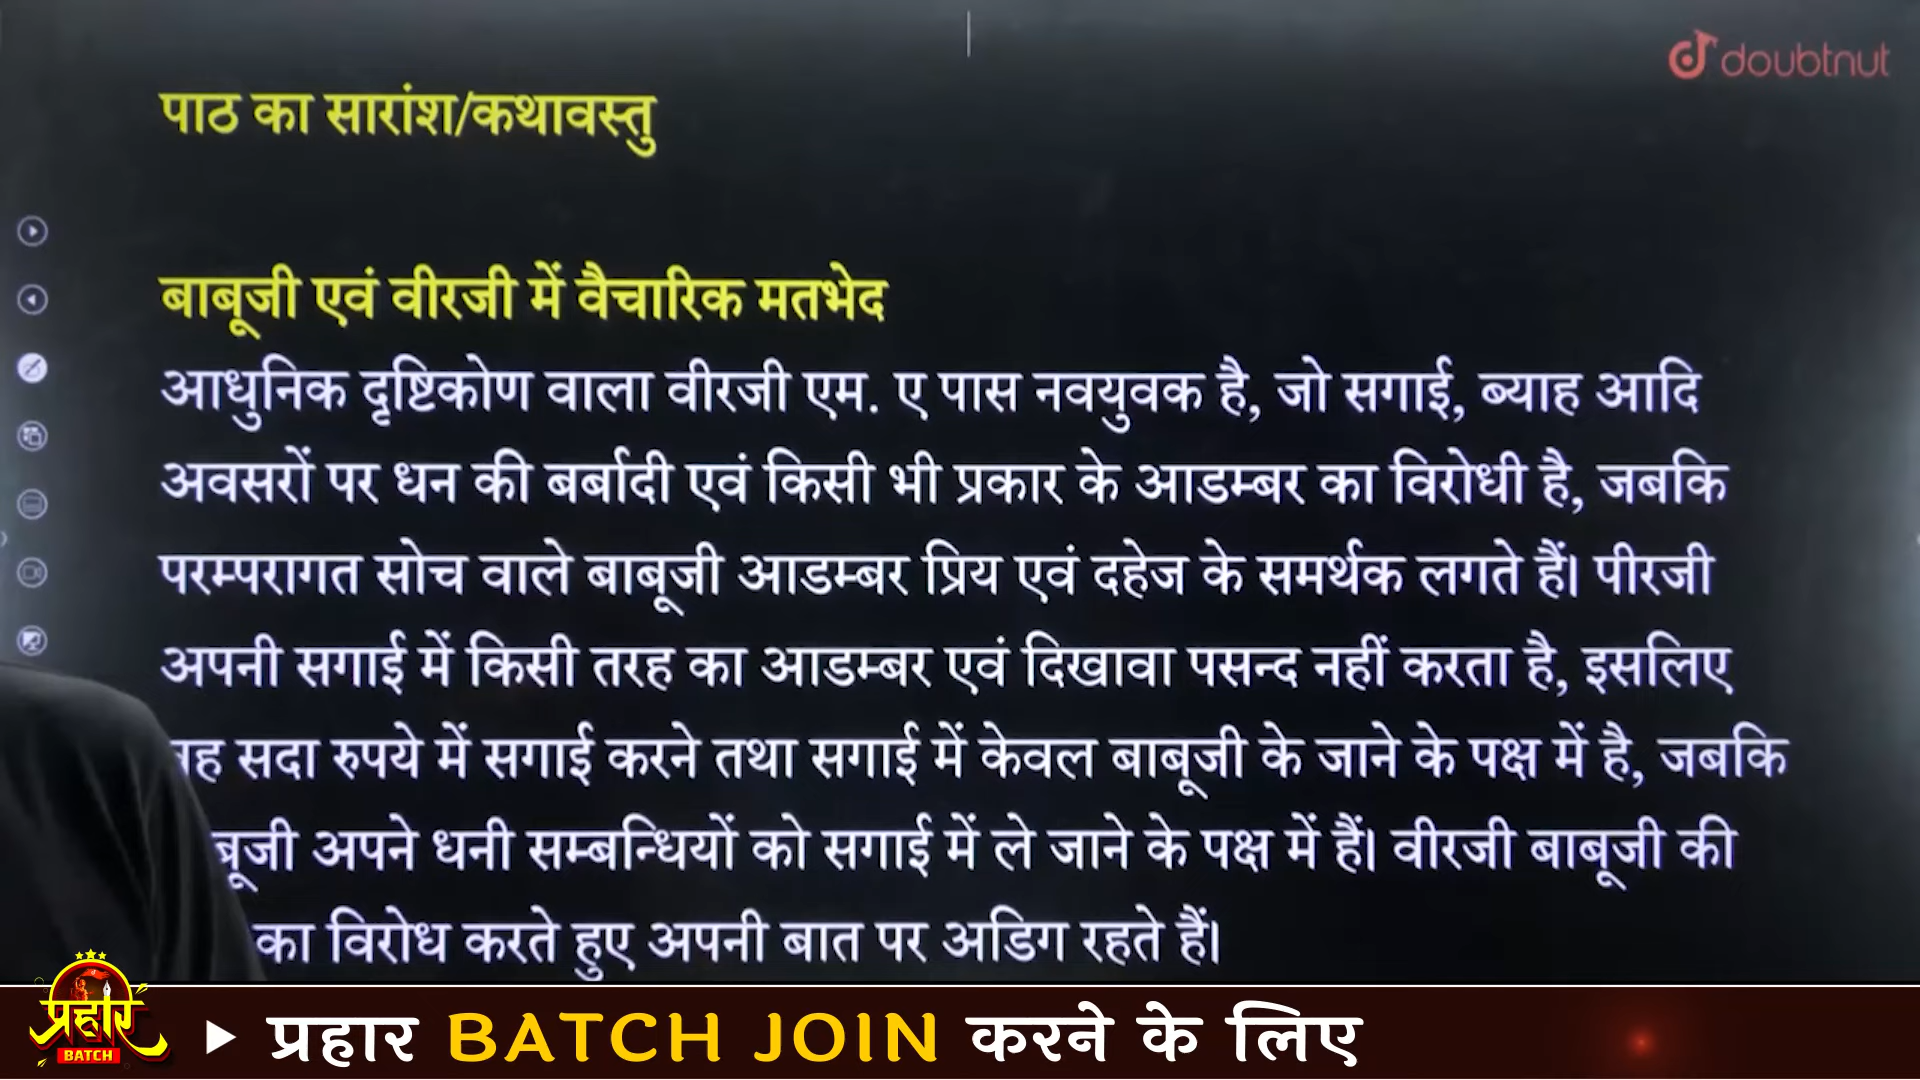 doubtnut
पाठ का सारांश/कथावस्तु
बाबूजी एवं वीरजी में वैचारिक मतभेद
आधुनिक दृष्टिकोण वाला वीरजी एम. ए पास नवयुवक है, जो सगाई, ब्याह आदि
अवसरों पर धन की बर्बादी एवं किसी भी प्रकार के आडम्बर का विरोधी है, जबकि
परम्परागत सोच वाले बाबूजी आडम्बर प्रिय एवं दहेज के समर्थक लगते हैं। पीरजी
अपनी सगाई में किसी तरह का आडम्बर एवं दिखावा पसन्द नहीं करता है, इसलिए
सदा रुपये में सगाई करने तथा सगाई में केवल बाबूजी के जाने के पक्ष में है, जबकि
अपने धनी सम्बन्धियों को सगाई में ले जाने के पक्ष में हैं। वीरजी बाबूजी की
का विरोध करते हुए अपनी बात पर अडिग रहते हैं।
प्रहार
BATCH
प्रहार BATCH JOIN करने के लिए